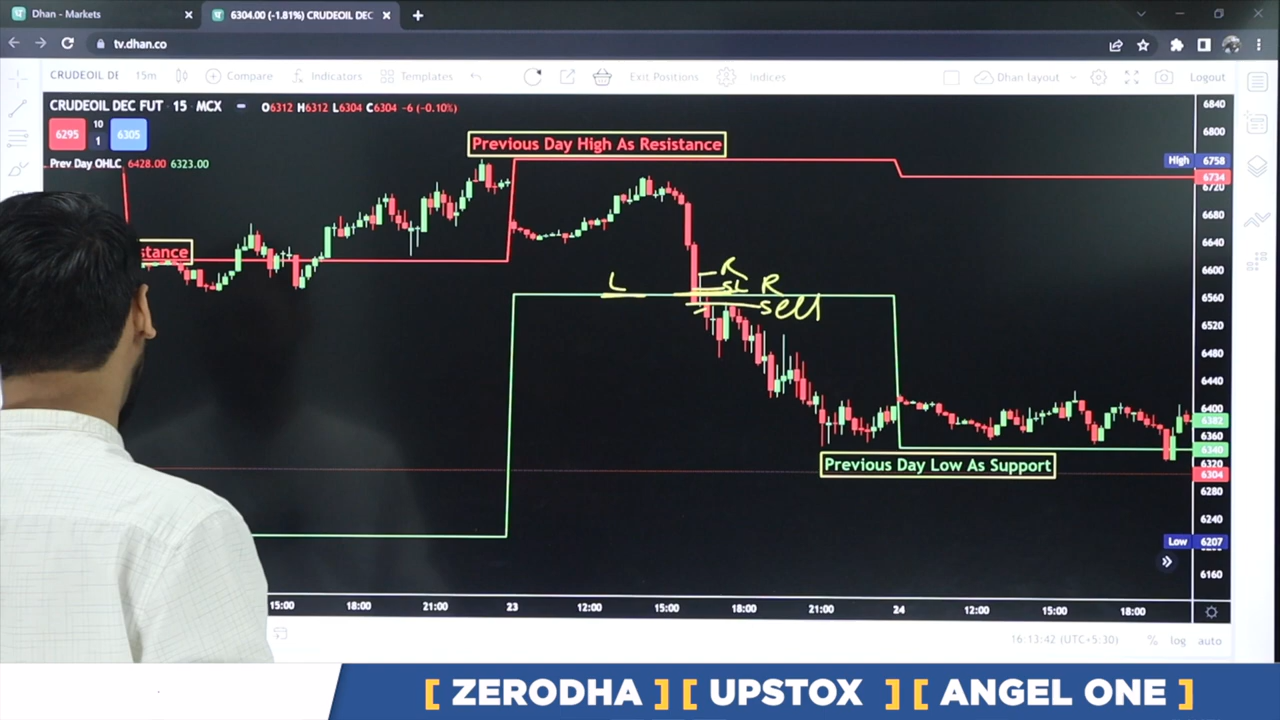 Dhan - Markets
6304.00 (-1.81%) CRUDEOIL DEC
tv.dhan.co
CRUDEOIL DE 15m Compare Indicators Templates Exit Positions Indices Dhan layout Logout
CRUDEOIL DEC FUT · 15 · MCX O6312 H6312 L6304 C6304 -6 (-0.10%)
6295 10 1 6305
Prev Day OHLC 6428.00 6323.00
Previous Day High As Resistance
stance
L
R
SL R
sell
Previous Day Low As Support
6840
6800
High 6758
6734
6720
6680
6640
6600
6560
6520
6480
6440
6400
6382
6360
6340
6320
6304
6280
6240
Low 6207
6160
15:00 18:00 21:00 23 12:00 15:00 18:00 21:00 24 12:00 15:00 18:00
16:13:42 (UTC+5:30) % log auto
[ ZERODHA ] [ UPSTOX ] [ ANGEL ONE ]